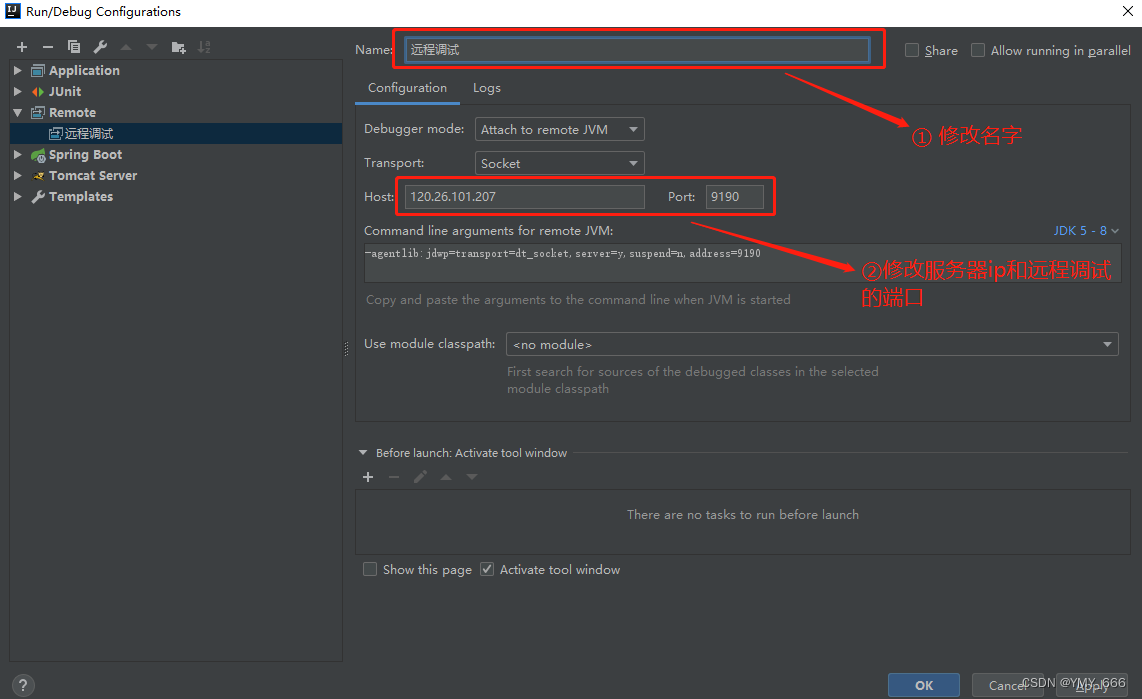 Run/Debug Configurations
Name:
远程调试
Share
Allow running in parallel
Application
JUnit
Remote
远程调试
Spring Boot
Tomcat Server
Templates
Configuration
Logs
① 修改名字
Debugger mode:
Attach to remote JVM
Transport:
Socket
Host:
120.26.101.207
Port:
9190
Command line arguments for remote JVM:
JDK 5 - 8
-agentlib:jdwp=transport=dt_socket,server=y,suspend=n,address=9190
②修改服务器ip和远程调试
的端口
Copy and paste the arguments to the command line when JVM is started
Use module classpath:
<no module>
First search for sources of the debugged classes in the selected
module classpath
Before launch: Activate tool window
There are no tasks to run before launch
Show this page
Activate tool window
?
OK
Cancel
Apply
CSDN @YMY_666